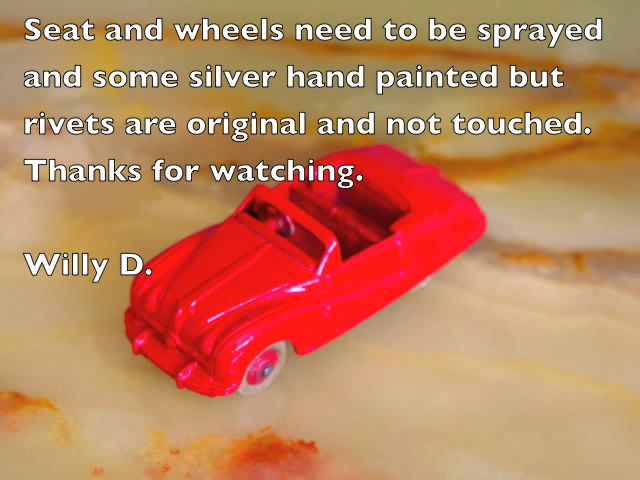 Seat and wheels need to be sprayed
and some silver hand painted but
rivets are original and not touched.
Thanks for watching.
Willy D.